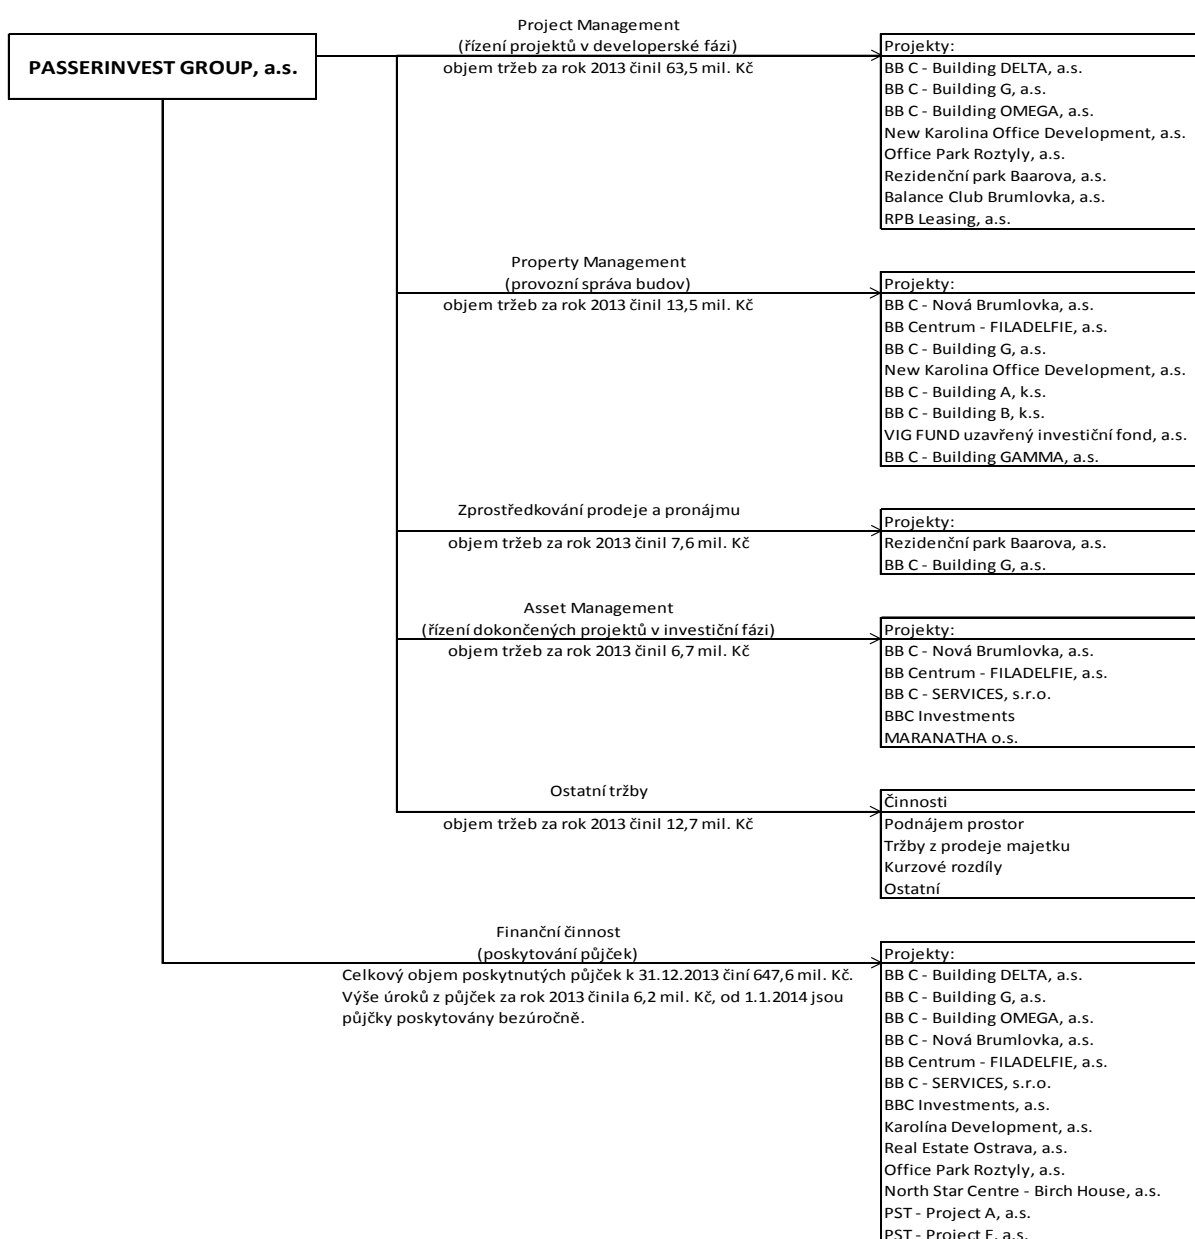 PASSERINVEST GROUP, a.s.
Project Management
(řízení projektů v developerské fázi)
objem tržeb za rok 2013 činil 63,5 mil. Kč
Projekty:
BB C - Building DELTA, a.s.
BB C - Building G, a.s.
BB C - Building OMEGA, a.s.
New Karolina Office Development, a.s.
Office Park Roztyly, a.s.
Rezidenční park Baarova, a.s.
Balance Club Brumlovka, a.s.
RPB Leasing, a.s.
Property Management
(provozní správa budov)
objem tržeb za rok 2013 činil 13,5 mil. Kč
Projekty:
BB C - Nová Brumlovka, a.s.
BB Centrum - FILADELFIE, a.s.
BB C - Building G, a.s.
New Karolina Office Development, a.s.
BB C - Building A, k.s.
BB C - Building B, k.s.
VIG FUND uzavřený investiční fond, a.s.
BB C - Building GAMMA, a.s.
Zprostředkování prodeje a pronájmu
objem tržeb za rok 2013 činil 7,6 mil. Kč
Projekty:
Rezidenční park Baarova, a.s.
BB C - Building G, a.s.
Asset Management
(řízení dokončených projektů v investiční fázi)
objem tržeb za rok 2013 činil 6,7 mil. Kč
Projekty:
BB C - Nová Brumlovka, a.s.
BB Centrum - FILADELFIE, a.s.
BB C - SERVICES, s.r.o.
BBC Investments
MARANATHA o.s.
Ostatní tržby
objem tržeb za rok 2013 činil 12,7 mil. Kč
Činnosti
Podnájem prostor
Tržby z prodeje majetku
Kurzové rozdíly
Ostatní
Finanční činnost
(poskytování půjček)
Celkový objem poskytnutých půjček k 31.12.2013 činí 647,6 mil. Kč.
Výše úroků z půjček za rok 2013 činila 6,2 mil. Kč, od 1.1.2014 jsou
půjčky poskytovány bezúročně.
Projekty:
BB C - Building DELTA, a.s.
BB C - Building G, a.s.
BB C - Building OMEGA, a.s.
BB C - Nová Brumlovka, a.s.
BB Centrum - FILADELFIE, a.s.
BB C - SERVICES, s.r.o.
BBC Investments, a.s.
Karolína Development, a.s.
Real Estate Ostrava, a.s.
Office Park Roztyly, a.s.
North Star Centre - Birch House, a.s.
PST - Project A, a.s.
PST - Project E, a.s.